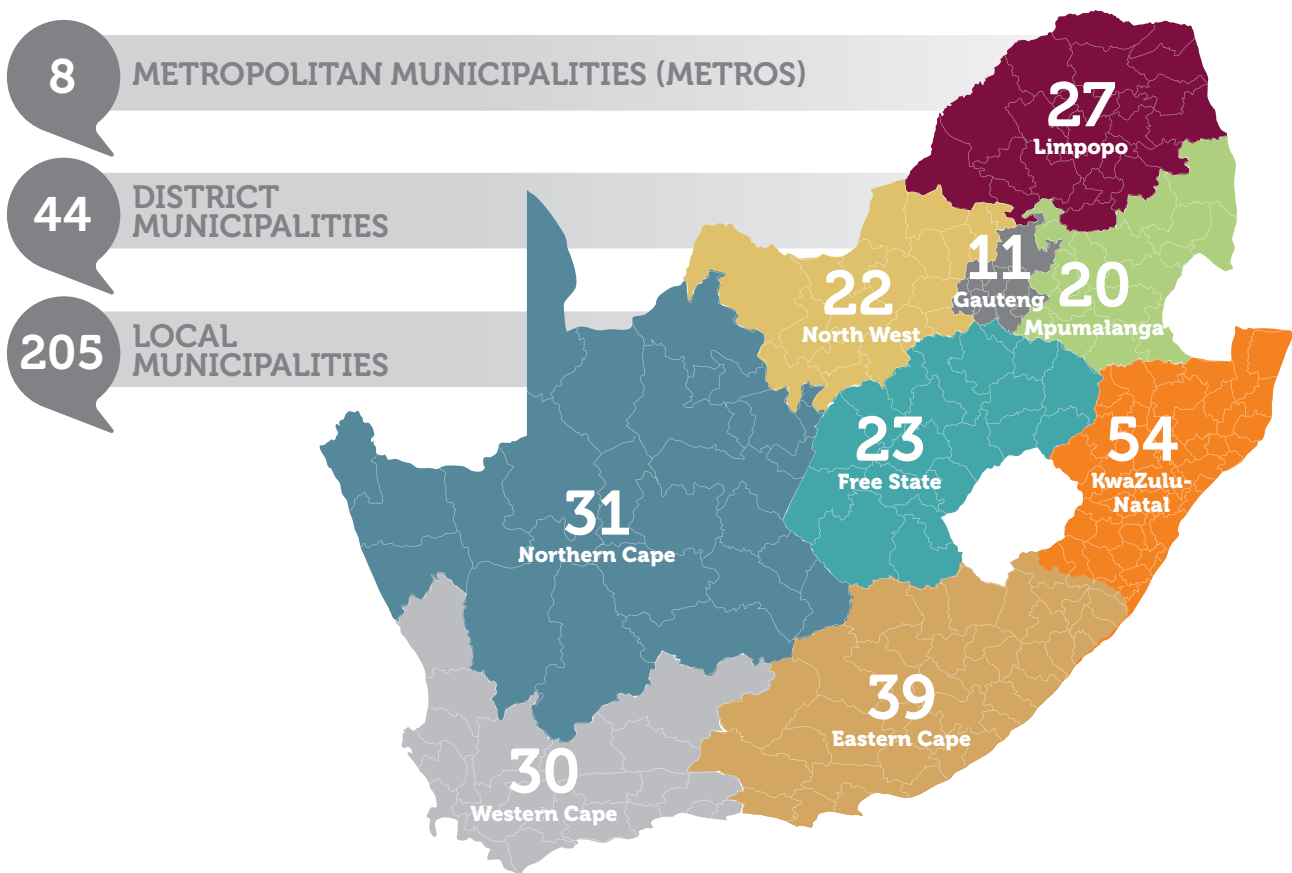 8
METROPOLITAN MUNICIPALITIES (METROS)
44
DISTRICT
MUNICIPALITIES
205
LOCAL
MUNICIPALITIES
27
Limpopo
11
Gauteng
20
Mpumalanga
22
North West
23
Free State
54
KwaZulu-
Natal
31
Northern Cape
39
Eastern Cape
30
Western Cape